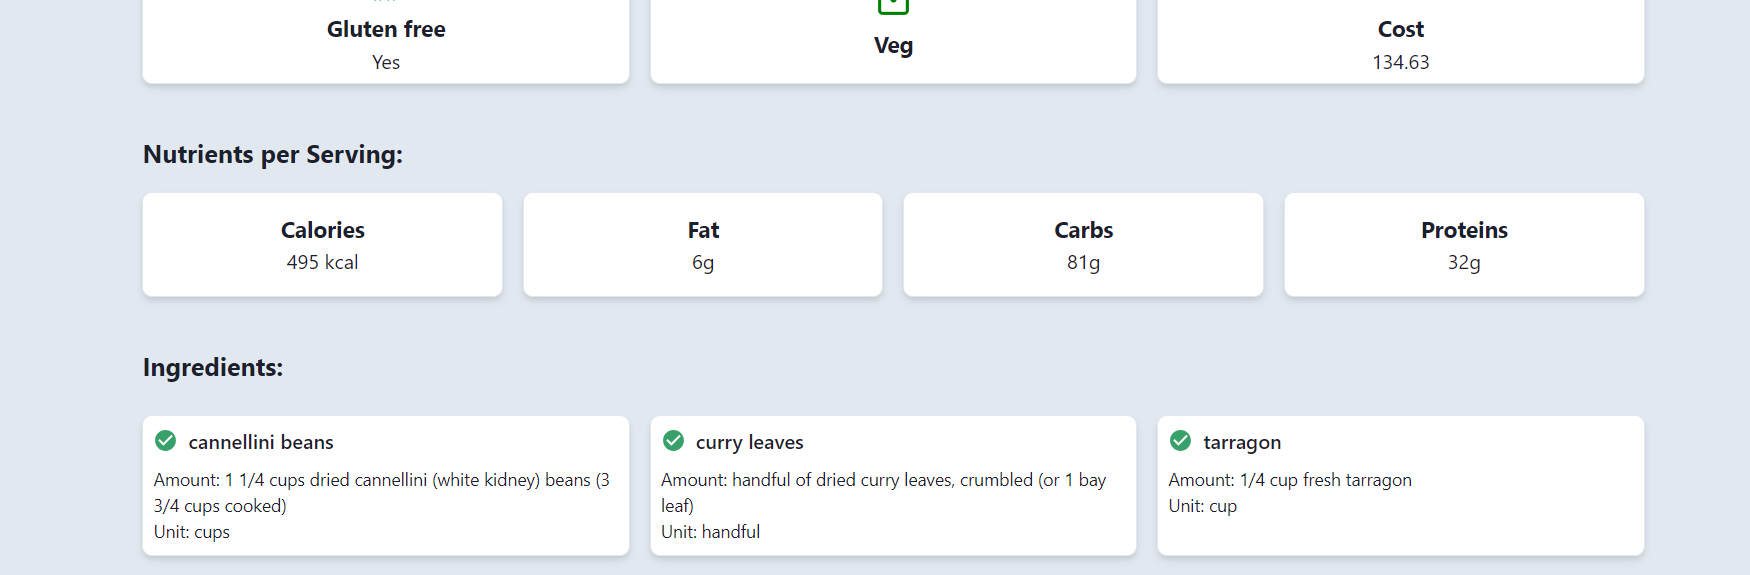 Gluten free
Yes
Veg
Cost
134.63
Nutrients per Serving:
Calories
495 kcal
Fat
6g
Carbs
81g
Proteins
32g
Ingredients:
cannellini beans
Amount: 1 1/4 cups dried cannellini (white kidney) beans (3
3/4 cups cooked)
Unit: cups
curry leaves
Amount: handful of dried curry leaves, crumbled (or 1 bay
leaf)
Unit: handful
tarragon
Amount: 1/4 cup fresh tarragon
Unit: cup